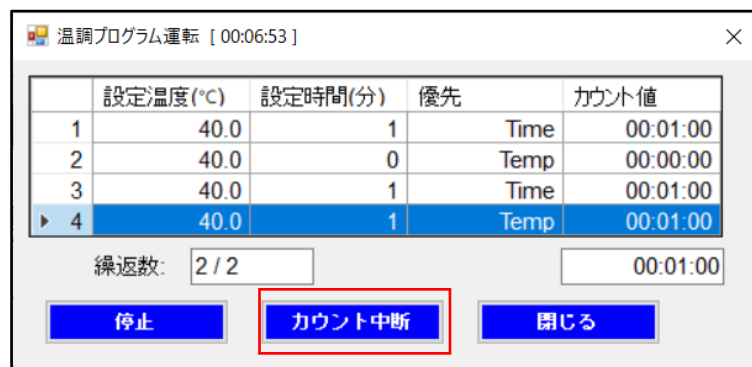 温調プログラム運転 [ 00:06:53 ]
設定温度(℃) 設定時間(分) 優先 カウント値
1 40.0 1 Time 00:01:00
2 40.0 0 Temp 00:00:00
3 40.0 1 Time 00:01:00
4 40.0 1 Temp 00:01:00
繰返数: 2 / 2 00:01:00
停止 カウント中断 閉じる